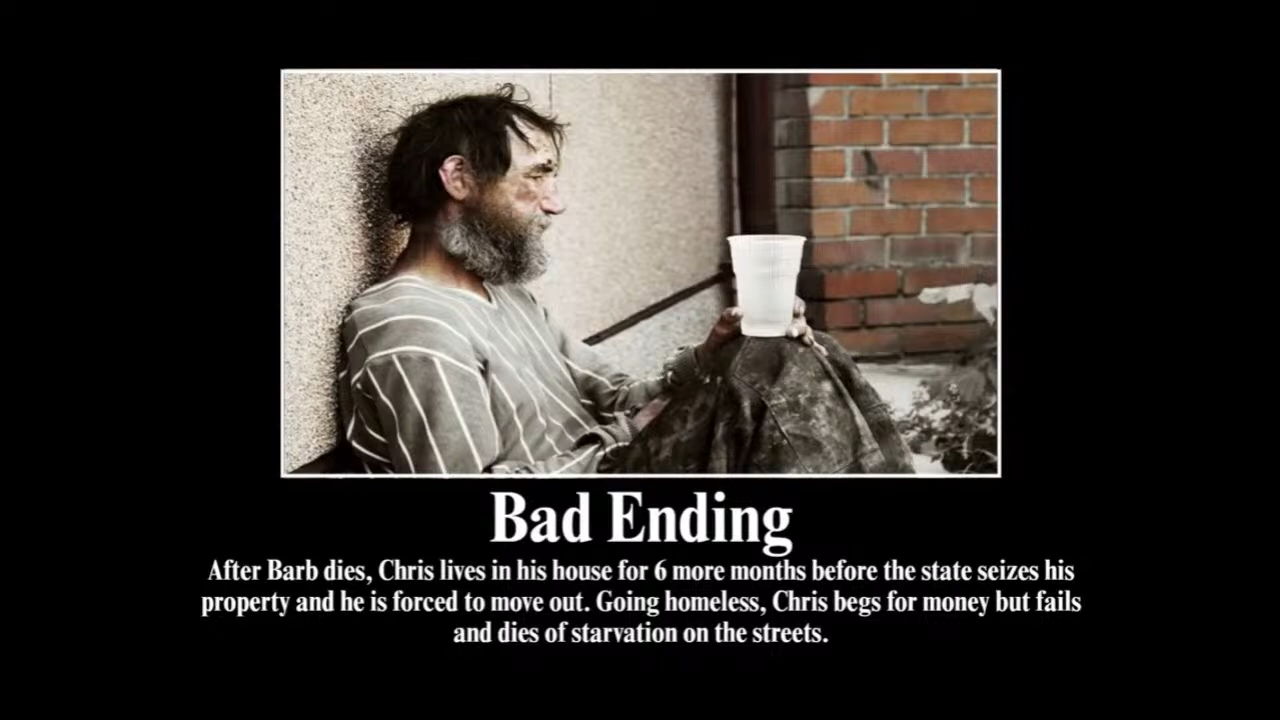 Bad Ending
After Barb dies, Chris lives in his house for 6 more months before the state seizes his
property and he is forced to move out. Going homeless, Chris begs for money but fails
and dies of starvation on the streets.